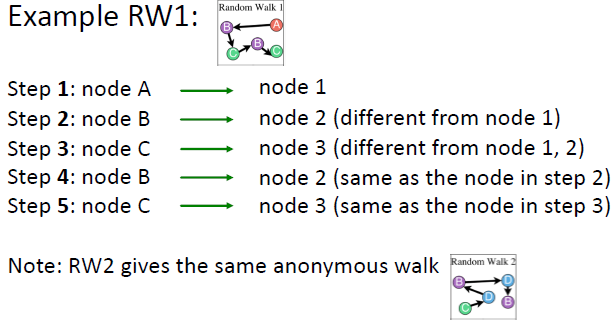 Example RW1:
Random Walk 1
A
B
C
B
C
Step 1: node A node 1
Step 2: node B node 2 (different from node 1)
Step 3: node C node 3 (different from node 1, 2)
Step 4: node B node 2 (same as the node in step 2)
Step 5: node C node 3 (same as the node in step 3)
Note: RW2 gives the same anonymous walk
Random Walk 2
B
D
D
B
C